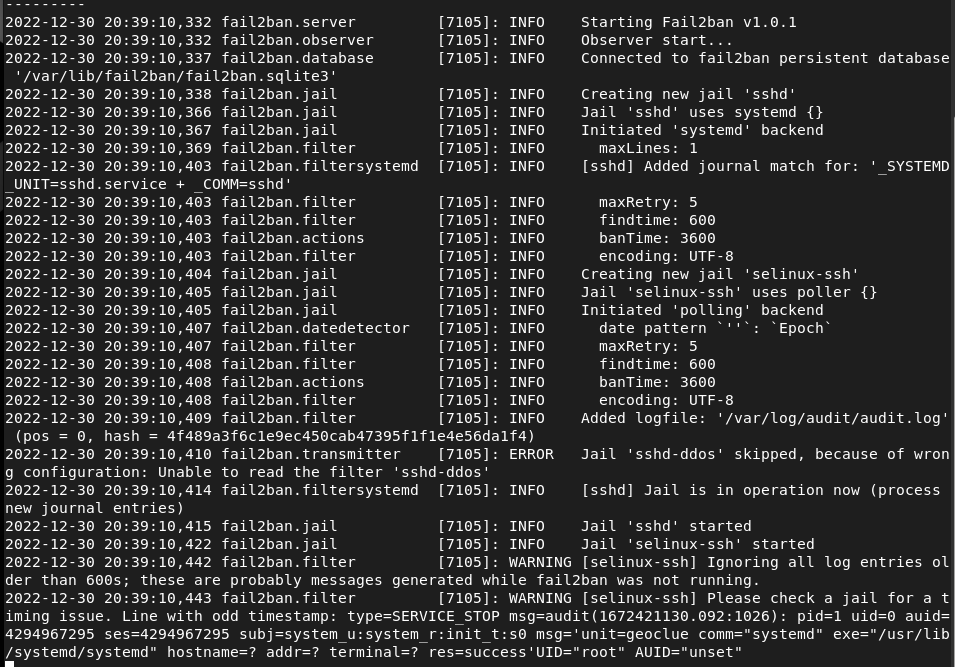 ---------
2022-12-30 20:39:10,332 fail2ban.server         [7105]: INFO    Starting Fail2ban v1.0.1
2022-12-30 20:39:10,332 fail2ban.observer       [7105]: INFO    Observer start...
2022-12-30 20:39:10,337 fail2ban.database       [7105]: INFO    Connected to fail2ban persistent database
 '/var/lib/fail2ban/fail2ban.sqlite3'
2022-12-30 20:39:10,338 fail2ban.jail           [7105]: INFO    Creating new jail 'sshd'
2022-12-30 20:39:10,366 fail2ban.jail           [7105]: INFO    Jail 'sshd' uses systemd {}
2022-12-30 20:39:10,367 fail2ban.jail           [7105]: INFO    Initiated 'systemd' backend
2022-12-30 20:39:10,369 fail2ban.filter         [7105]: INFO      maxLines: 1
2022-12-30 20:39:10,403 fail2ban.filtersystemd  [7105]: INFO    [sshd] Added journal match for: '_SYSTEMD
_UNIT=sshd.service + _COMM=sshd'
2022-12-30 20:39:10,403 fail2ban.filter         [7105]: INFO      maxRetry: 5
2022-12-30 20:39:10,403 fail2ban.filter         [7105]: INFO      findtime: 600
2022-12-30 20:39:10,403 fail2ban.actions        [7105]: INFO      banTime: 3600
2022-12-30 20:39:10,403 fail2ban.filter         [7105]: INFO      encoding: UTF-8
2022-12-30 20:39:10,404 fail2ban.jail           [7105]: INFO    Creating new jail 'selinux-ssh'
2022-12-30 20:39:10,405 fail2ban.jail           [7105]: INFO    Jail 'selinux-ssh' uses poller {}
2022-12-30 20:39:10,405 fail2ban.jail           [7105]: INFO    Initiated 'polling' backend
2022-12-30 20:39:10,407 fail2ban.datedetector   [7105]: INFO      date pattern `''`: `Epoch`
2022-12-30 20:39:10,407 fail2ban.filter         [7105]: INFO      maxRetry: 5
2022-12-30 20:39:10,408 fail2ban.filter         [7105]: INFO      findtime: 600
2022-12-30 20:39:10,408 fail2ban.actions        [7105]: INFO      banTime: 3600
2022-12-30 20:39:10,408 fail2ban.filter         [7105]: INFO      encoding: UTF-8
2022-12-30 20:39:10,409 fail2ban.filter         [7105]: INFO    Added logfile: '/var/log/audit/audit.log'
 (pos = 0, hash = 4f489a3f6c1e9ec450cab47395f1f1e4e56da1f4)
2022-12-30 20:39:10,410 fail2ban.transmitter    [7105]: ERROR   Jail 'sshd-ddos' skipped, because of wron
g configuration: Unable to read the filter 'sshd-ddos'
2022-12-30 20:39:10,414 fail2ban.filtersystemd  [7105]: INFO    [sshd] Jail is in operation now (process 
new journal entries)
2022-12-30 20:39:10,415 fail2ban.jail           [7105]: INFO    Jail 'sshd' started
2022-12-30 20:39:10,422 fail2ban.jail           [7105]: INFO    Jail 'selinux-ssh' started
2022-12-30 20:39:10,442 fail2ban.filter         [7105]: WARNING [selinux-ssh] Ignoring all log entries ol
der than 600s; these are probably messages generated while fail2ban was not running.
2022-12-30 20:39:10,443 fail2ban.filter         [7105]: WARNING [selinux-ssh] Please check a jail for a t
iming issue. Line with odd timestamp: type=SERVICE_STOP msg=audit(1672421130.092:1026): pid=1 uid=0 auid=
4294967295 ses=4294967295 subj=system_u:system_r:init_t:s0 msg='unit=geoclue comm="systemd" exe="/usr/lib
/systemd/systemd" hostname=? addr=? terminal=? res=success'UID="root" AUID="unset"